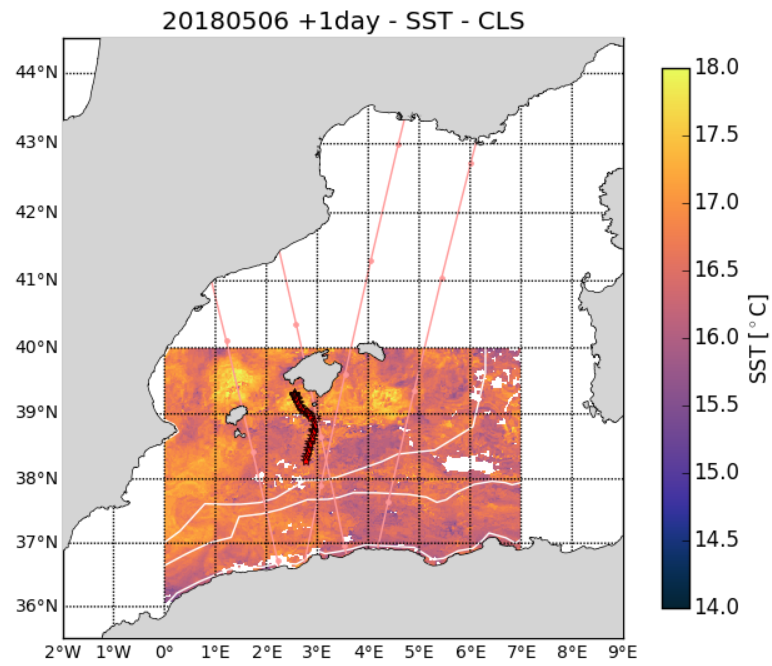 20180506 +1day - SST - CLS
44°N
43°N
42°N
41°N
40°N
39°N
38°N
37°N
36°N
2°W 1°W 0° 1°E 2°E 3°E 4°E 5°E 6°E 7°E 8°E 9°E
18.0
17.5
17.0
16.5
16.0
15.5
15.0
14.5
14.0
SST [°C]